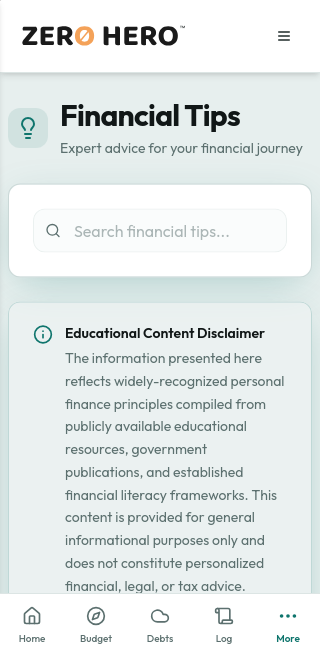 ZERO HERO™
Financial Tips
Expert advice for your financial journey
Search financial tips...
Educational Content Disclaimer
The information presented here
reflects widely-recognized personal
finance principles compiled from
publicly available educational
resources, government
publications, and established
financial literacy frameworks. This
content is provided for general
informational purposes only and
does not constitute personalized
financial, legal, or tax advice.
Home Budget Debts Log More